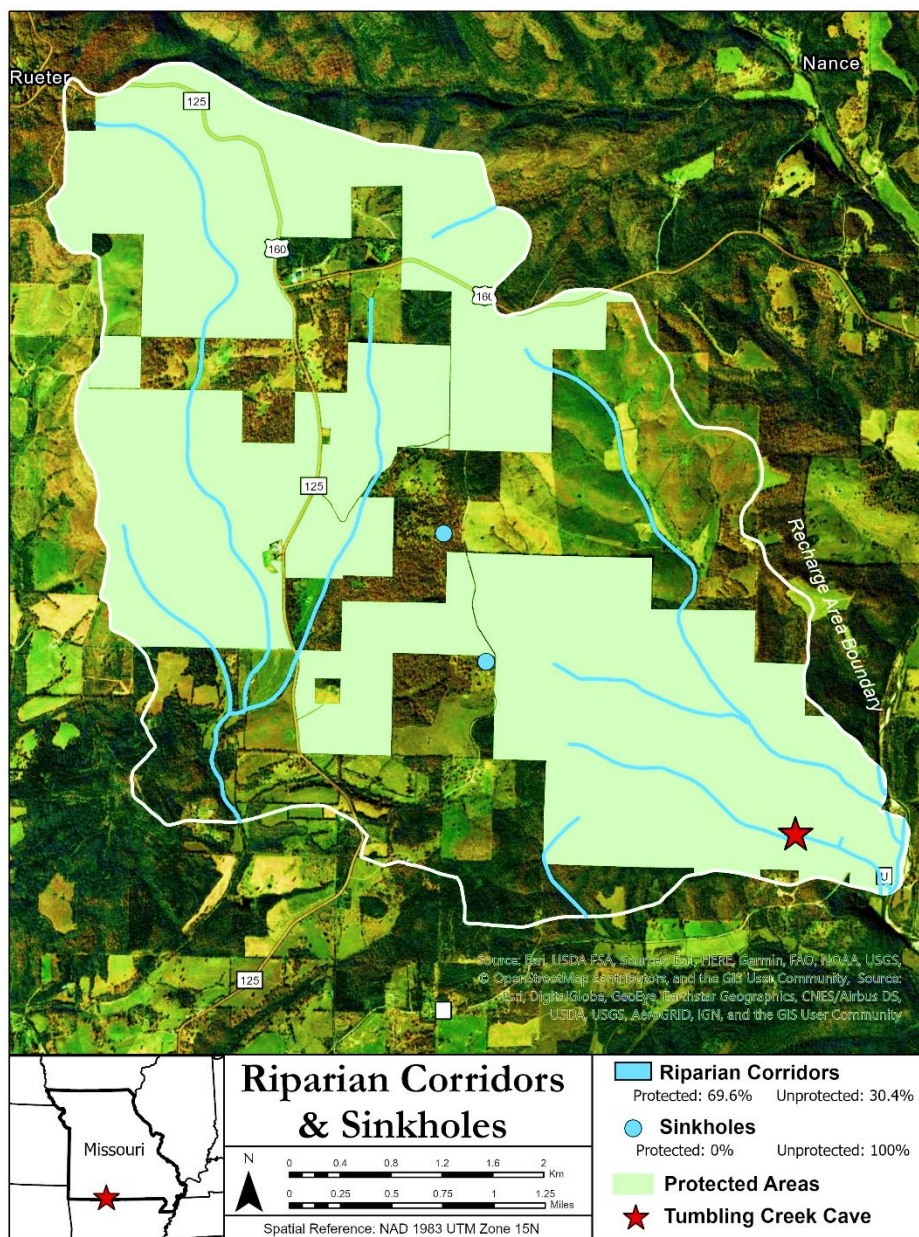 Rueter
Nance
125
160
160
125
Recharge Area Boundary
U
125
Source: Esri, USDA FSA, Sources: Esri, HERE, Garmin, FAO, NOAA, USGS,
© OpenStreetMap contributors, and the GIS User Community, Source:
Esri, DigitalGlobe, GeoEye, Earthstar Geographics, CNES/Airbus DS,
USDA, USGS, AeroGRID, IGN, and the GIS User Community
Missouri
Riparian Corridors
& Sinkholes
N
0 0.4 0.8 1.2 1.6 2
Km
0 0.25 0.5 0.75 1 1.25
Miles
Spatial Reference: NAD 1983 UTM Zone 15N
Riparian Corridors
Protected: 69.6% Unprotected: 30.4%
Sinkholes
Protected: 0% Unprotected: 100%
Protected Areas
Tumbling Creek Cave